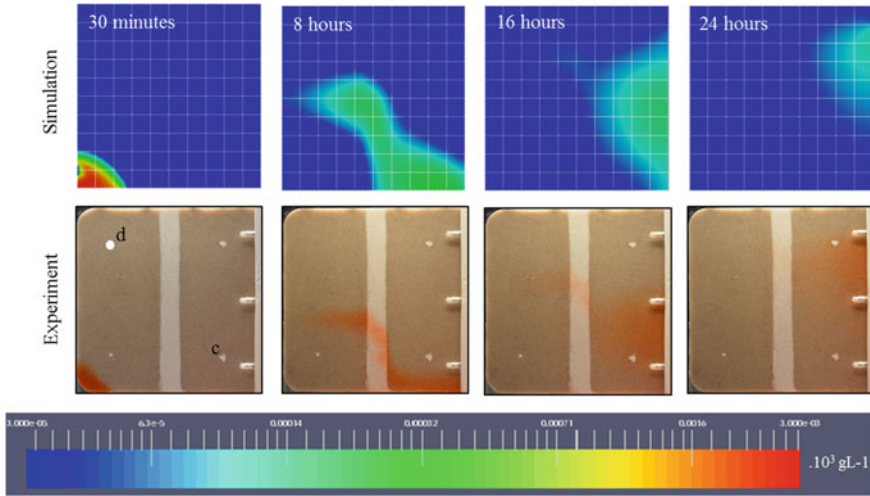 30 minutes
8 hours
16 hours
24 hours
Simulation
Experiment
d
c
3.000e-05 6.3e-5 0.00014 0.00032 0.00071 0.0016 3.000e-03
.10³ gL-1